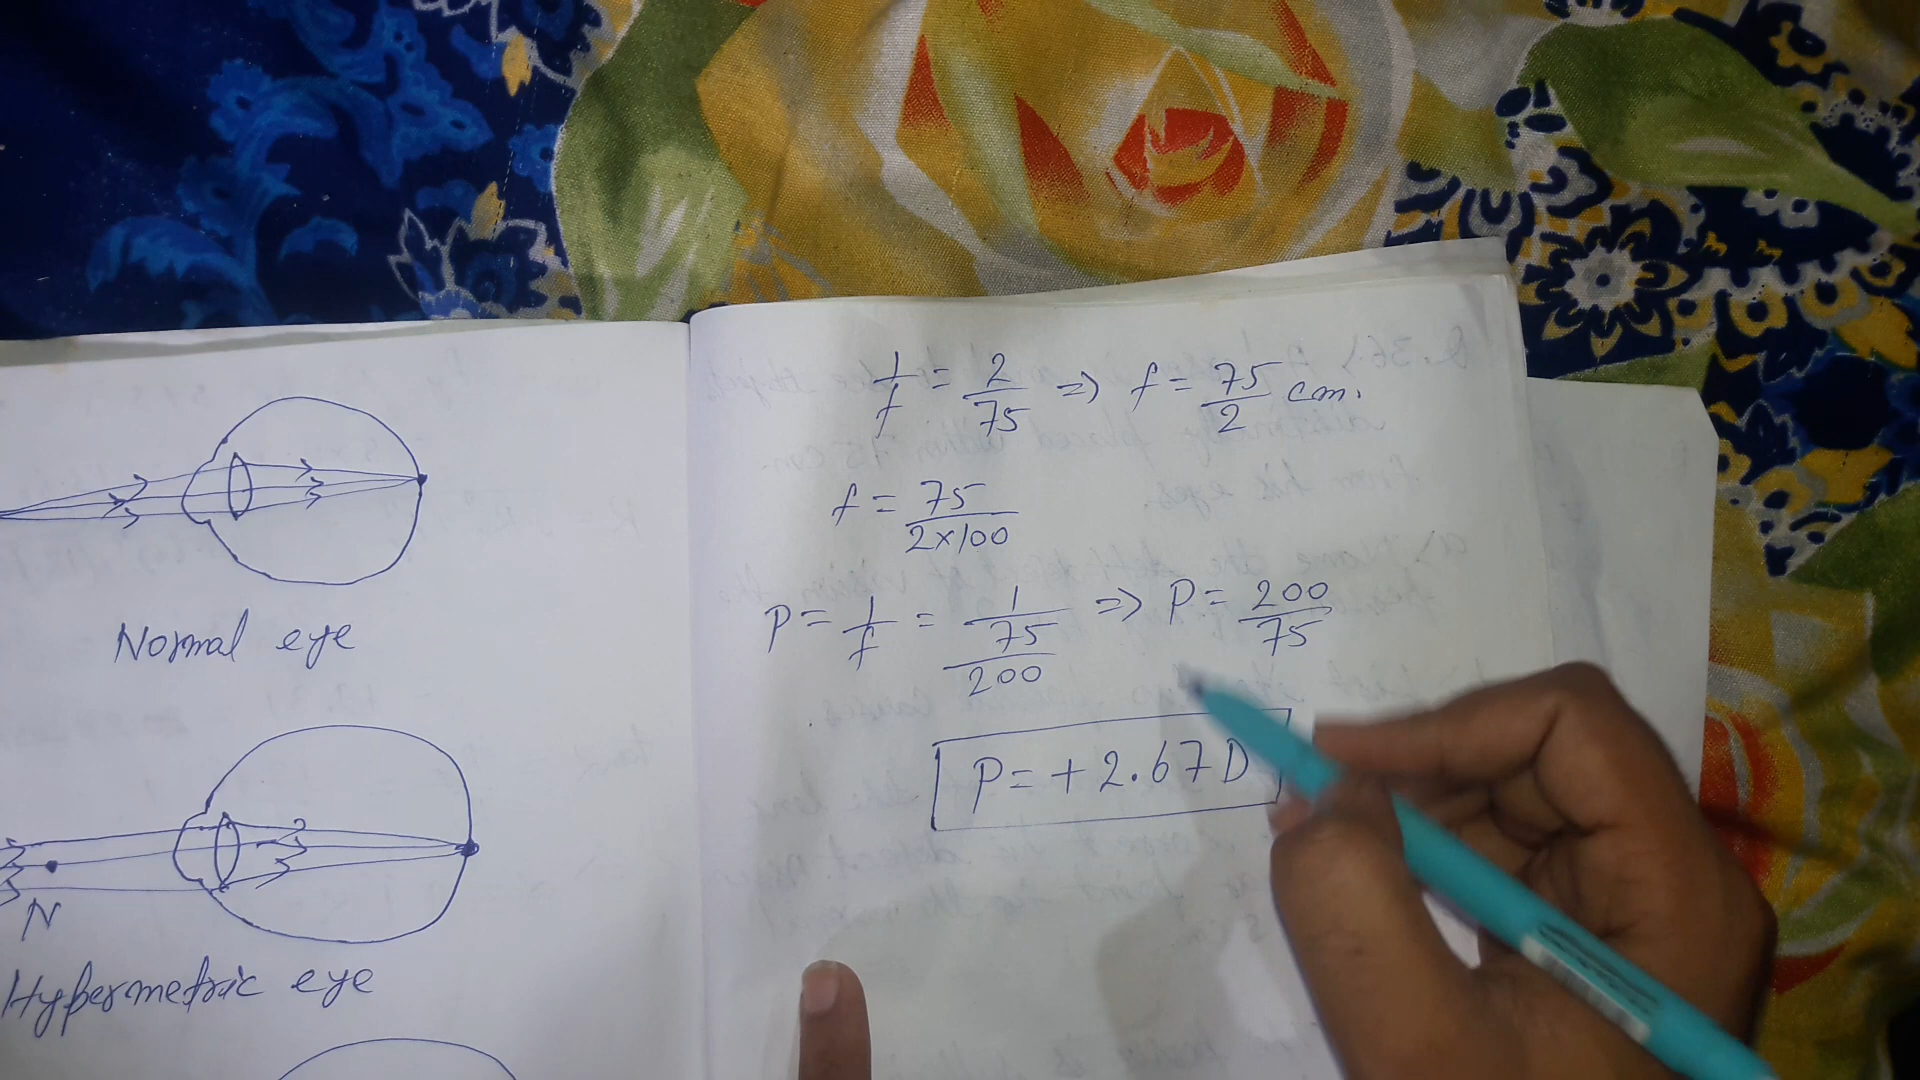 Normal eye
N
Hypermetric eye
1/f = 2/75 => f = 75/2 cm.
f = 75/2×100
P = 1/f = 1/75/200 => P = 200/75
P = + 2.67 D